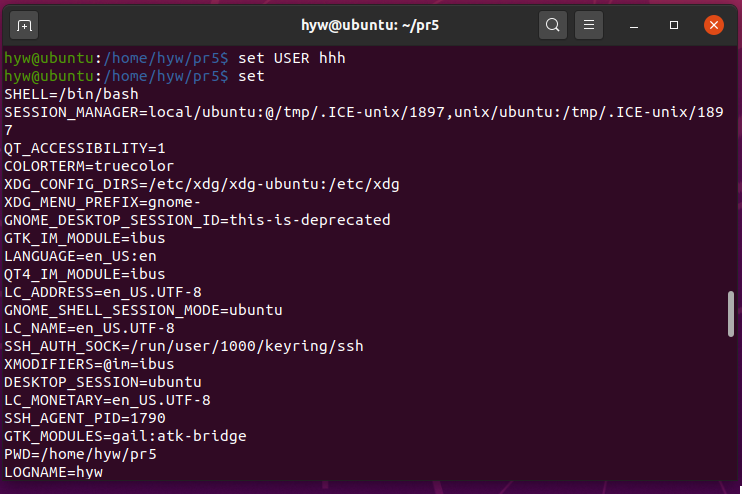 hyw@ubuntu: ~/pr5
hyw@ubuntu:/home/hyw/pr5$ set USER hhh
hyw@ubuntu:/home/hyw/pr5$ set
SHELL=/bin/bash
SESSION_MANAGER=local/ubuntu:@/tmp/.ICE-unix/1897,unix/ubuntu:/tmp/.ICE-unix/189
7
QT_ACCESSIBILITY=1
COLORTERM=truecolor
XDG_CONFIG_DIRS=/etc/xdg/xdg-ubuntu:/etc/xdg
XDG_MENU_PREFIX=gnome-
GNOME_DESKTOP_SESSION_ID=this-is-deprecated
GTK_IM_MODULE=ibus
LANGUAGE=en_US:en
QT4_IM_MODULE=ibus
LC_ADDRESS=en_US.UTF-8
GNOME_SHELL_SESSION_MODE=ubuntu
LC_NAME=en_US.UTF-8
SSH_AUTH_SOCK=/run/user/1000/keyring/ssh
XMODIFIERS=@im=ibus
DESKTOP_SESSION=ubuntu
LC_MONETARY=en_US.UTF-8
SSH_AGENT_PID=1790
GTK_MODULES=gail:atk-bridge
PWD=/home/hyw/pr5
LOGNAME=hyw